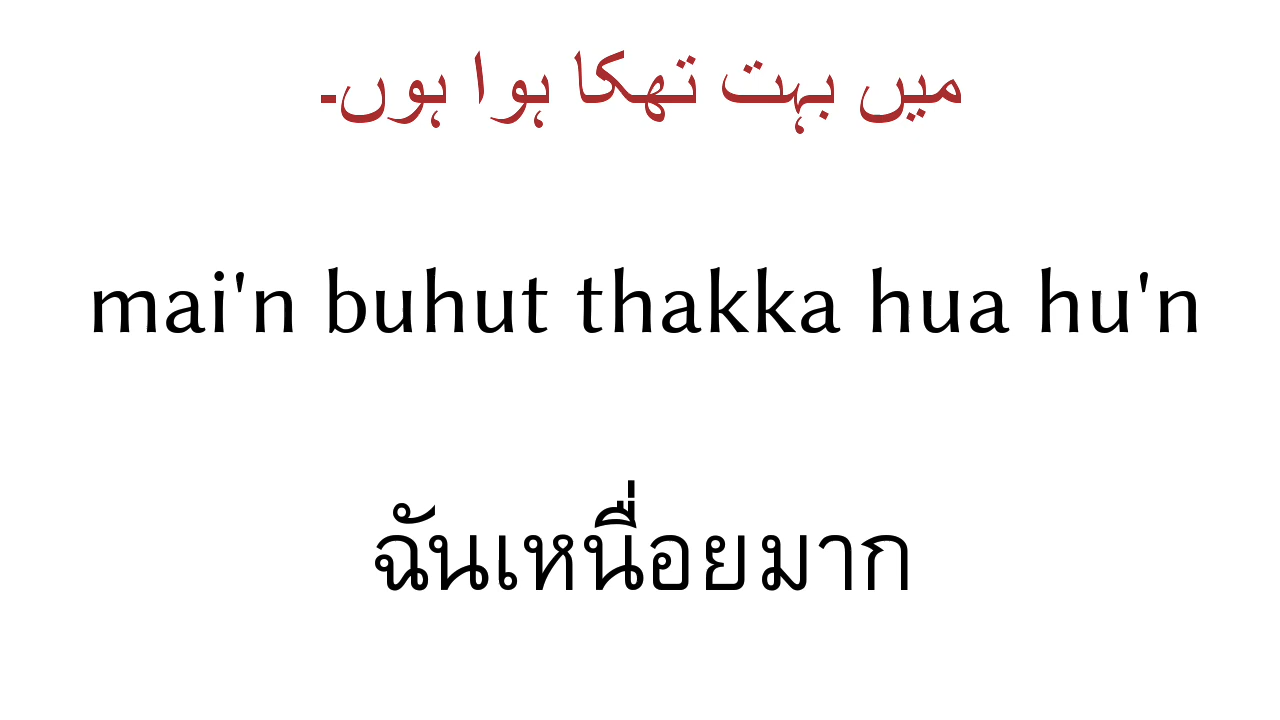 میں بہت تھکا ہوا ہوں۔
mai'n buhut thakka hua hu'n
ฉันเหนื่อยมาก